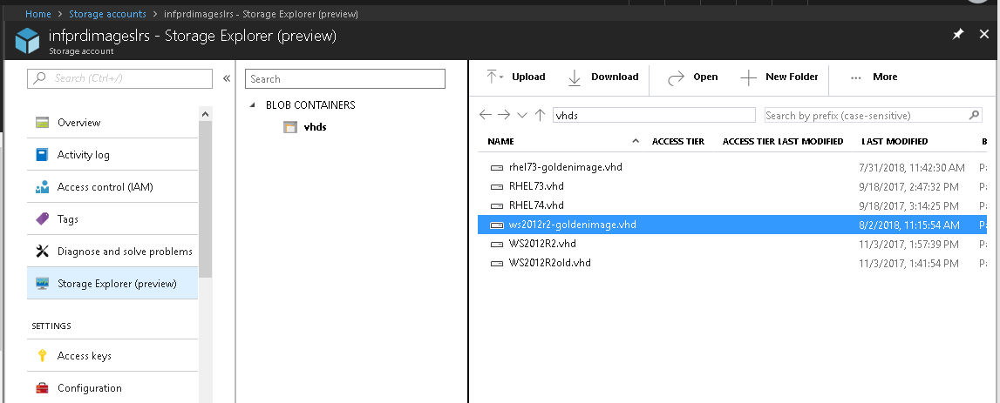 Home > Storage accounts > infprdimageslrs - Storage Explorer (preview)
infprdimageslrs - Storage Explorer (preview)
Storage account
Search (Ctrl+/)
Overview
Activity log
Access control (IAM)
Tags
Diagnose and solve problems
Storage Explorer (preview)
SETTINGS
Access keys
Configuration
Search
BLOB CONTAINERS
vhds
Upload Download Open New Folder ... More
vhds Search by prefix (case-sensitive)
NAME ACCESS TIER ACCESS TIER LAST MODIFIED LAST MODIFIED B
rhel73-goldenimage.vhd 7/31/2018, 11:42:30 AM
RHEL73.vhd 9/18/2017, 2:47:32 PM
RHEL74.vhd 9/18/2017, 3:14:25 PM
ws2012r2-goldenimage.vhd 8/2/2018, 11:15:54 AM
WS2012R2.vhd 11/3/2017, 1:57:39 PM
WS2012R2old.vhd 11/3/2017, 1:41:54 PM